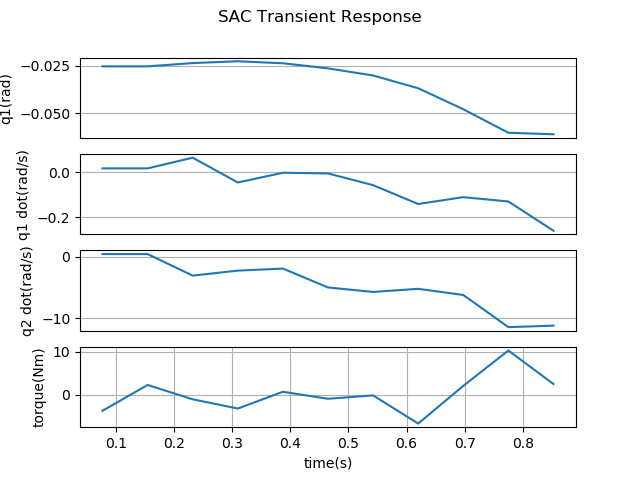 SAC Transient Response
q1(rad)
−0.025
−0.050
q1 dot(rad/s)
0.0
−0.2
q2 dot(rad/s)
0
−10
torque(Nm)
10
0
0.1 0.2 0.3 0.4 0.5 0.6 0.7 0.8
time(s)